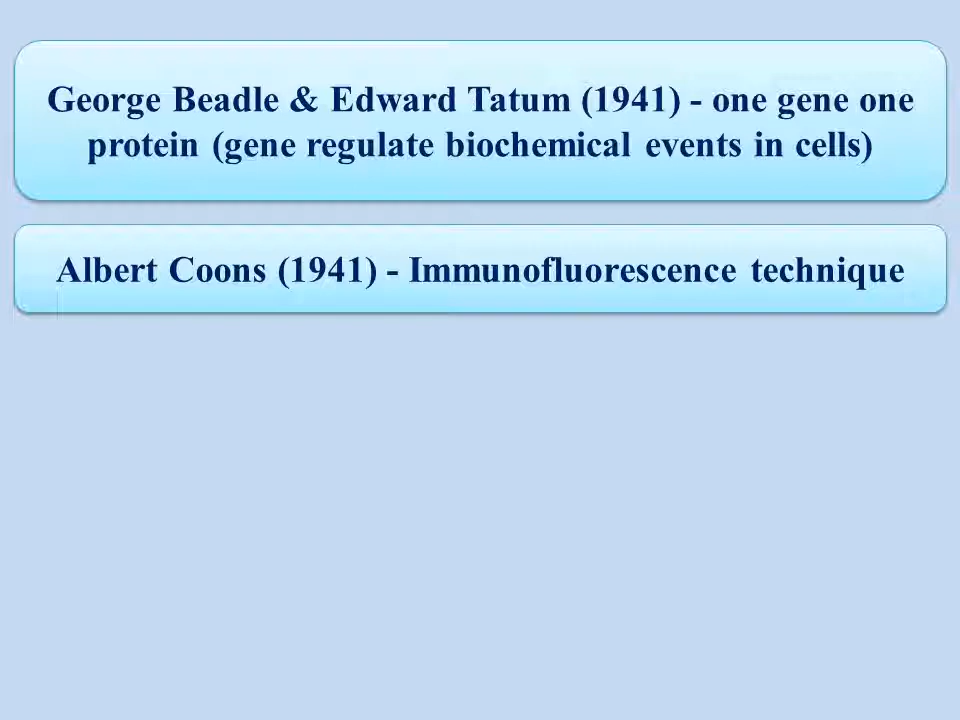 George Beadle & Edward Tatum (1941) - one gene one
protein (gene regulate biochemical events in cells)
Albert Coons (1941) - Immunofluorescence technique